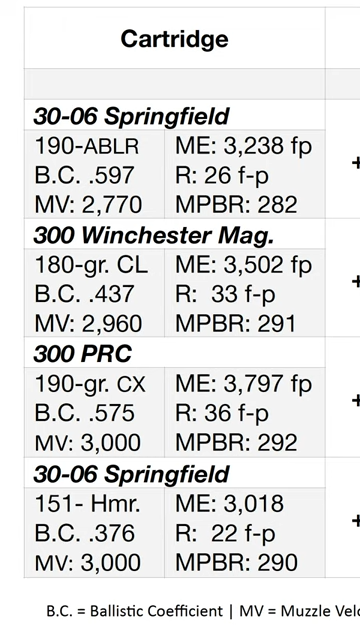 Cartridge
30-06 Springfield
190-ABLR ME: 3,238 fp
B.C. .597 R: 26 f-p
MV: 2,770 MPBR: 282
300 Winchester Mag.
180-gr. CL ME: 3,502 fp
B.C. .437 R: 33 f-p
MV: 2,960 MPBR: 291
300 PRC
190-gr. CX ME: 3,797 fp
B.C. .575 R: 36 f-p
MV: 3,000 MPBR: 292
30-06 Springfield
151- Hmr. ME: 3,018
B.C. .376 R: 22 f-p
MV: 3,000 MPBR: 290
B.C. = Ballistic Coefficient | MV = Muzzle